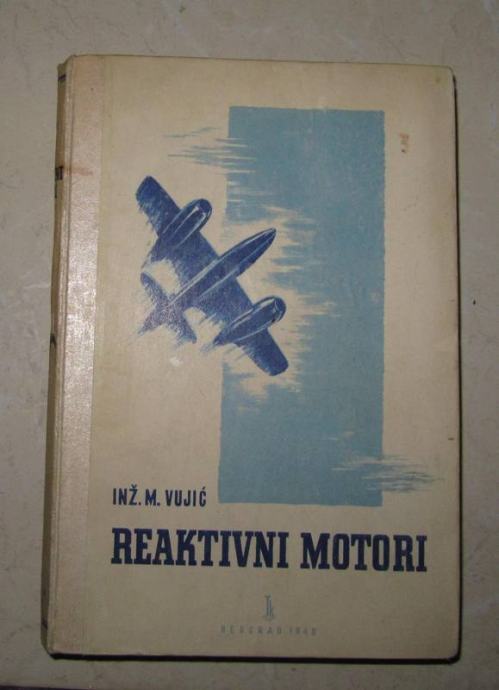 INŽ. M. VUJIĆ
REAKTIVNI MOTORI
BEOGRAD